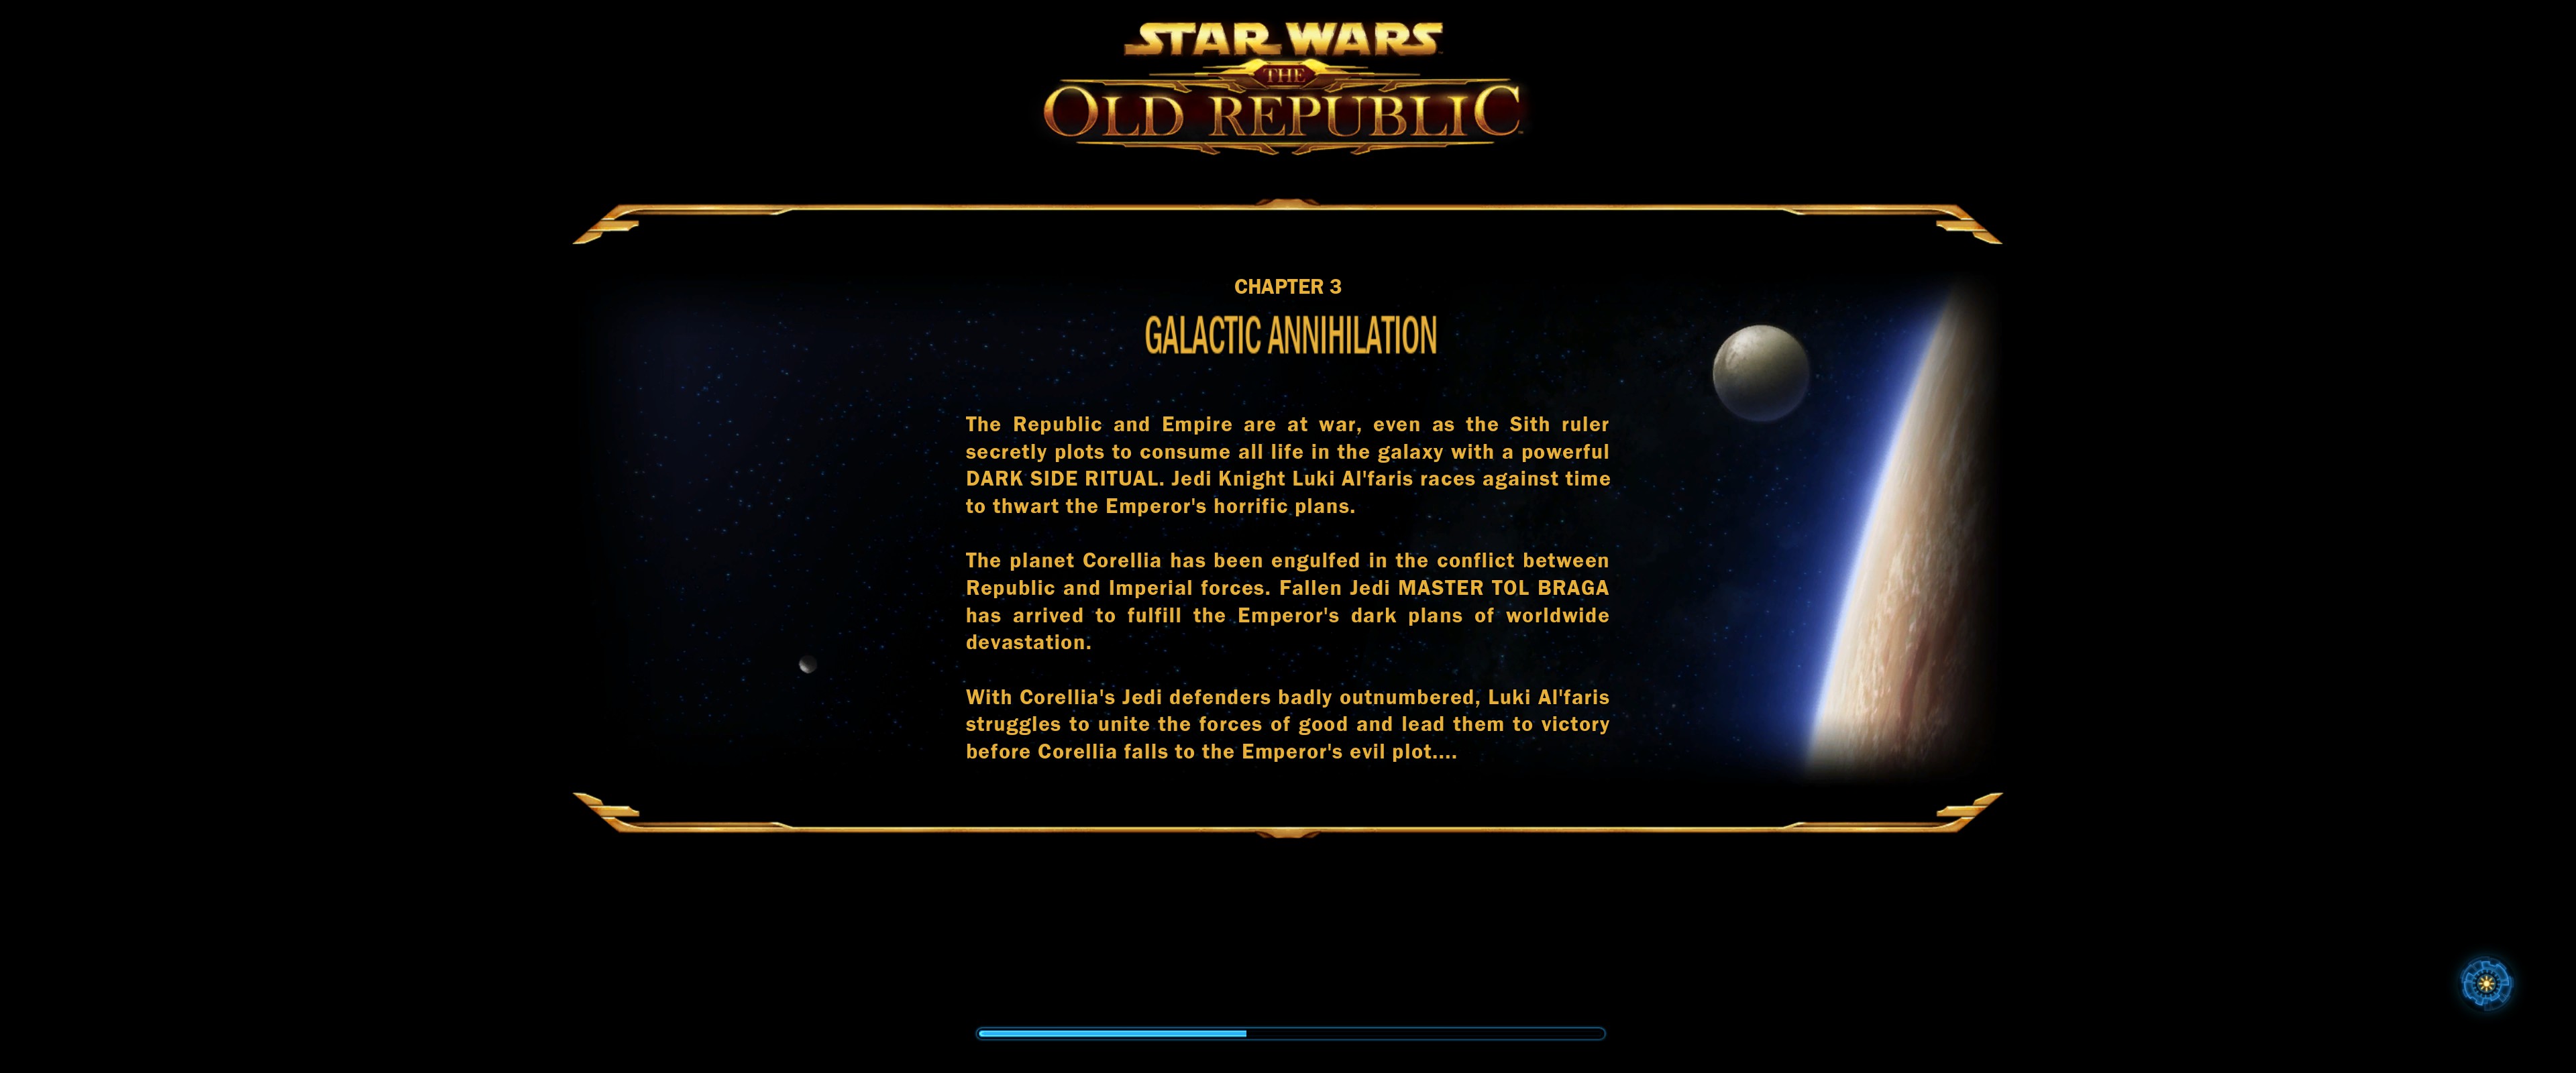 STAR WARS
THE
OLD REPUBLIC
CHAPTER 3
GALACTIC ANNIHILATION
The Republic and Empire are at war, even as the Sith ruler
secretly plots to consume all life in the galaxy with a powerful
DARK SIDE RITUAL. Jedi Knight Luki Al'faris races against time
to thwart the Emperor's horrific plans.
The planet Corellia has been engulfed in the conflict between
Republic and Imperial forces. Fallen Jedi MASTER TOL BRAGA
has arrived to fulfill the Emperor's dark plans of worldwide
devastation.
With Corellia's Jedi defenders badly outnumbered, Luki Al'faris
struggles to unite the forces of good and lead them to victory
before Corellia falls to the Emperor's evil plot....